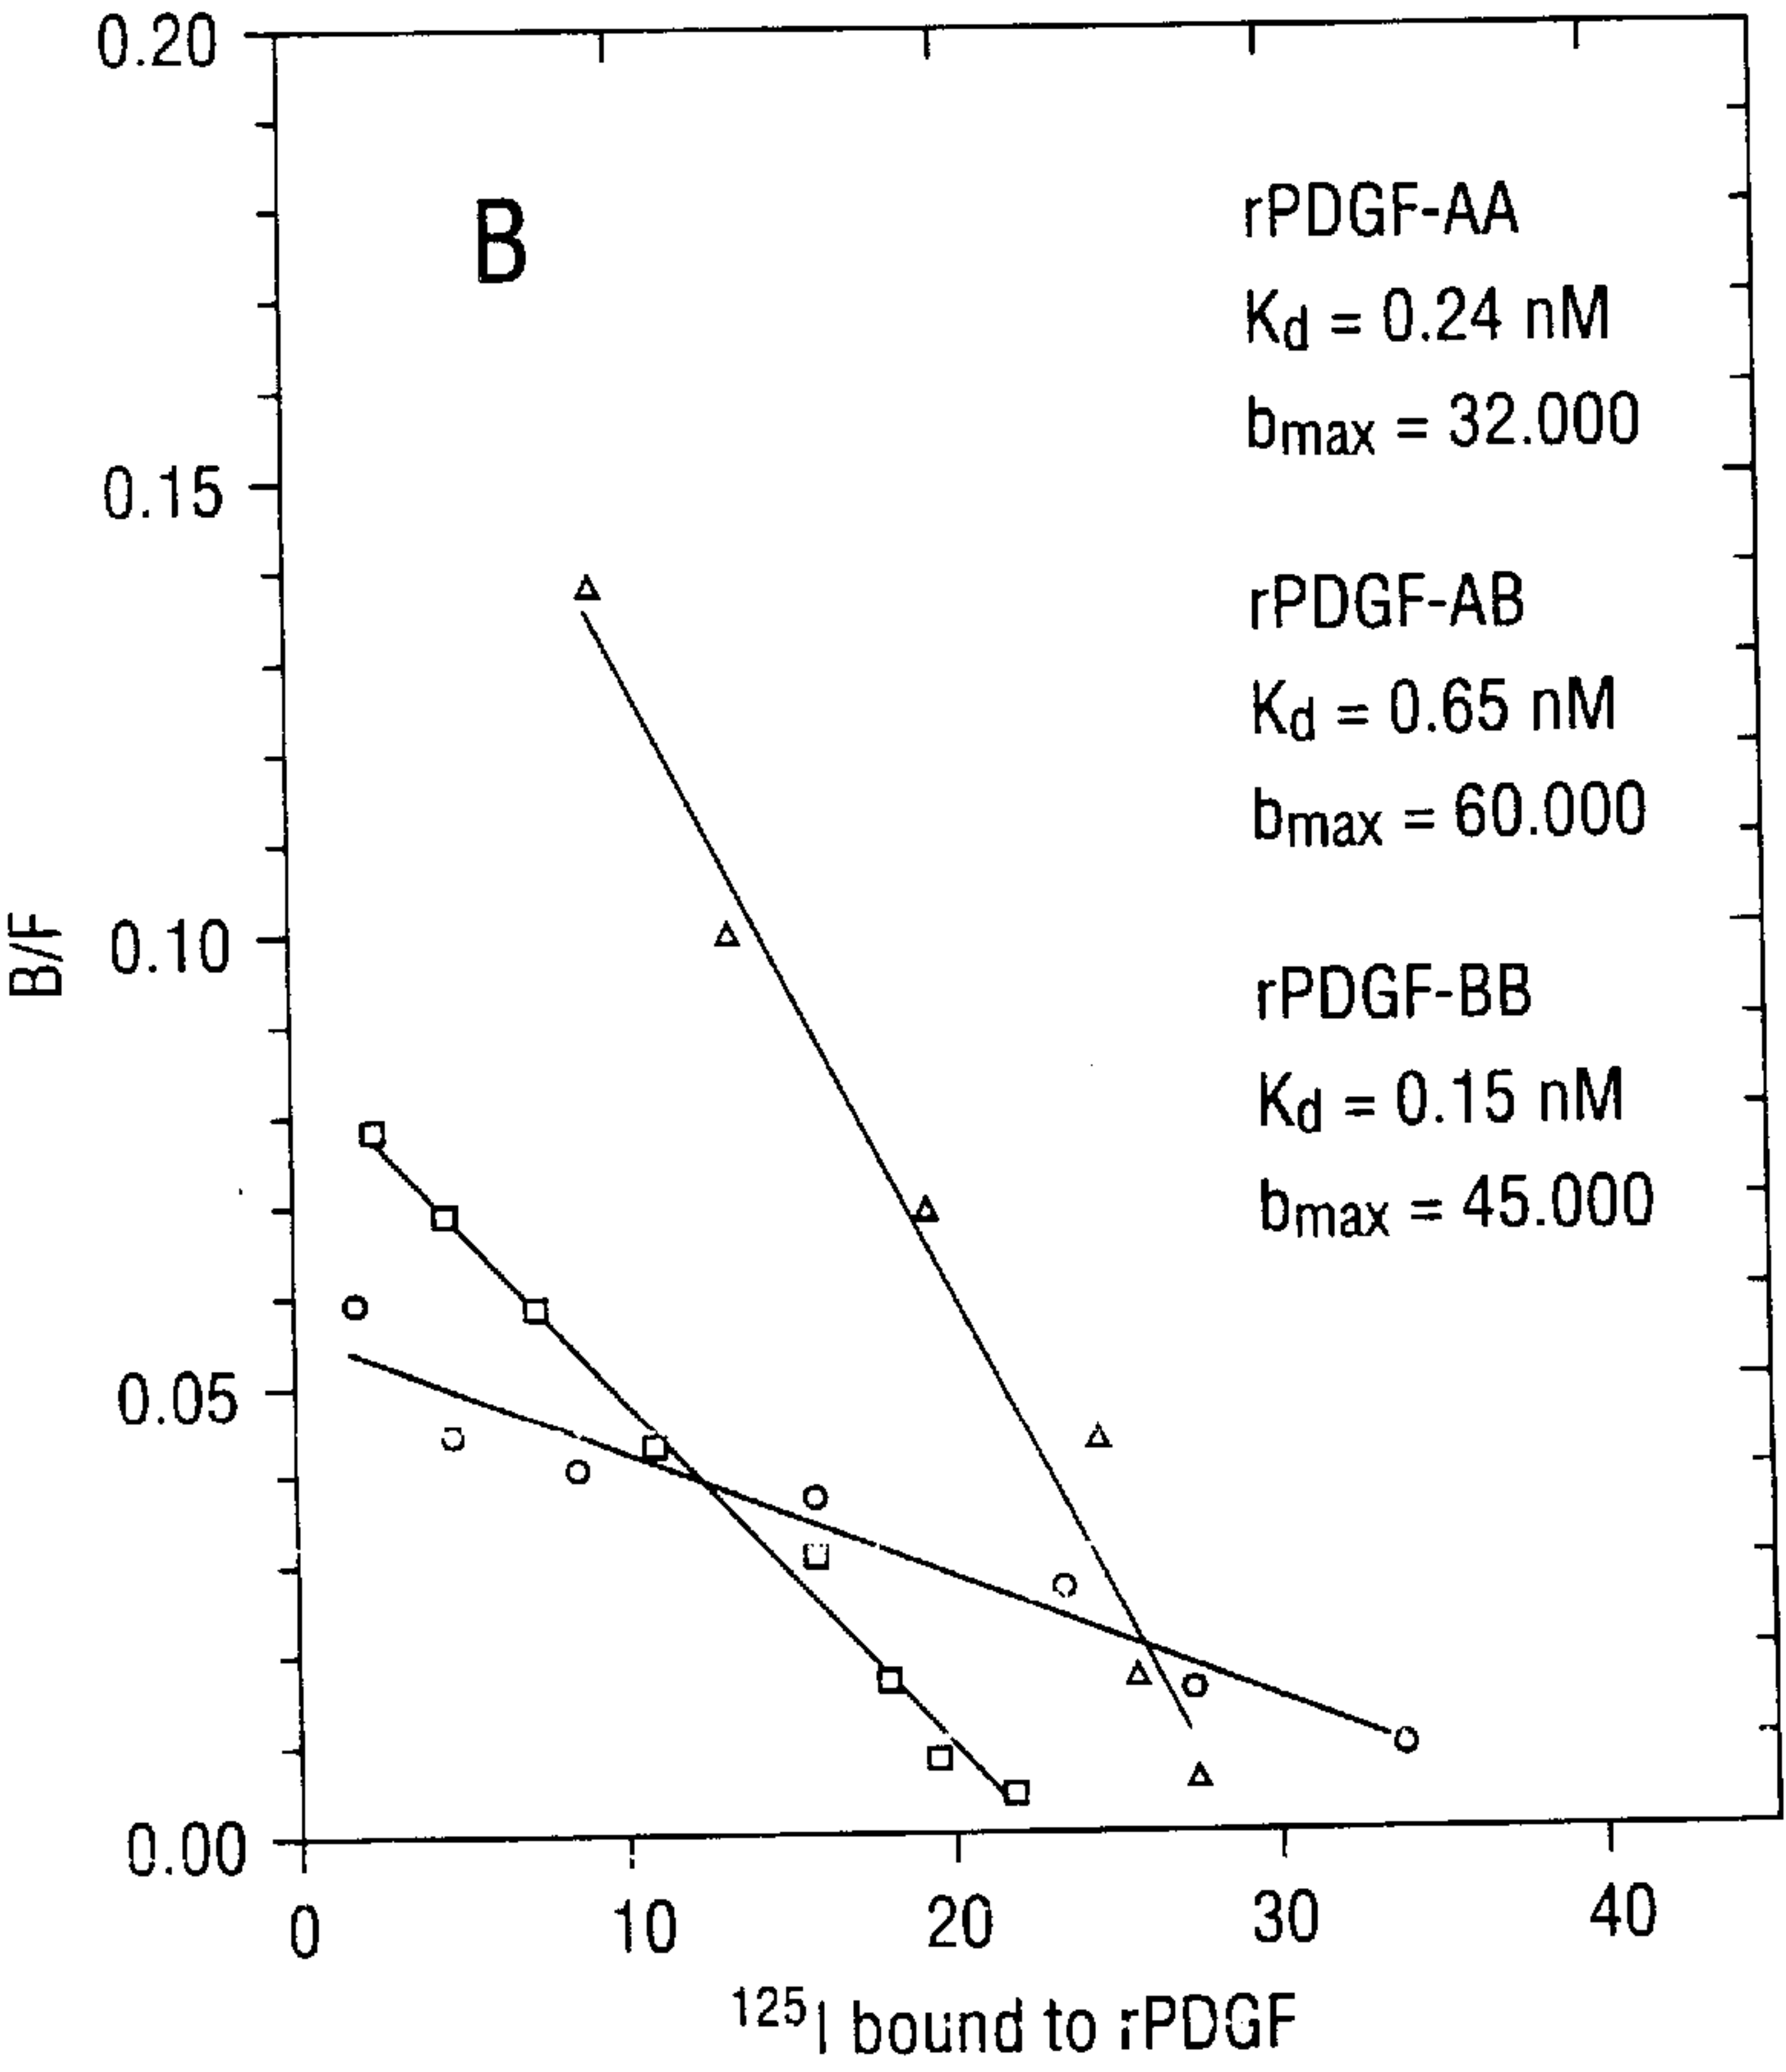 0.20
B
rPDGF-AA
Kd = 0.24 nM
bmax = 32.000
0.15
rPDGF-AB
Kd = 0.65 nM
bmax = 60.000
0.10
B/F
rPDGF-BB
Kd = 0.15 nM
bmax = 45.000
0.05
0.00
0 10 20 30 40
125I bound to rPDGF